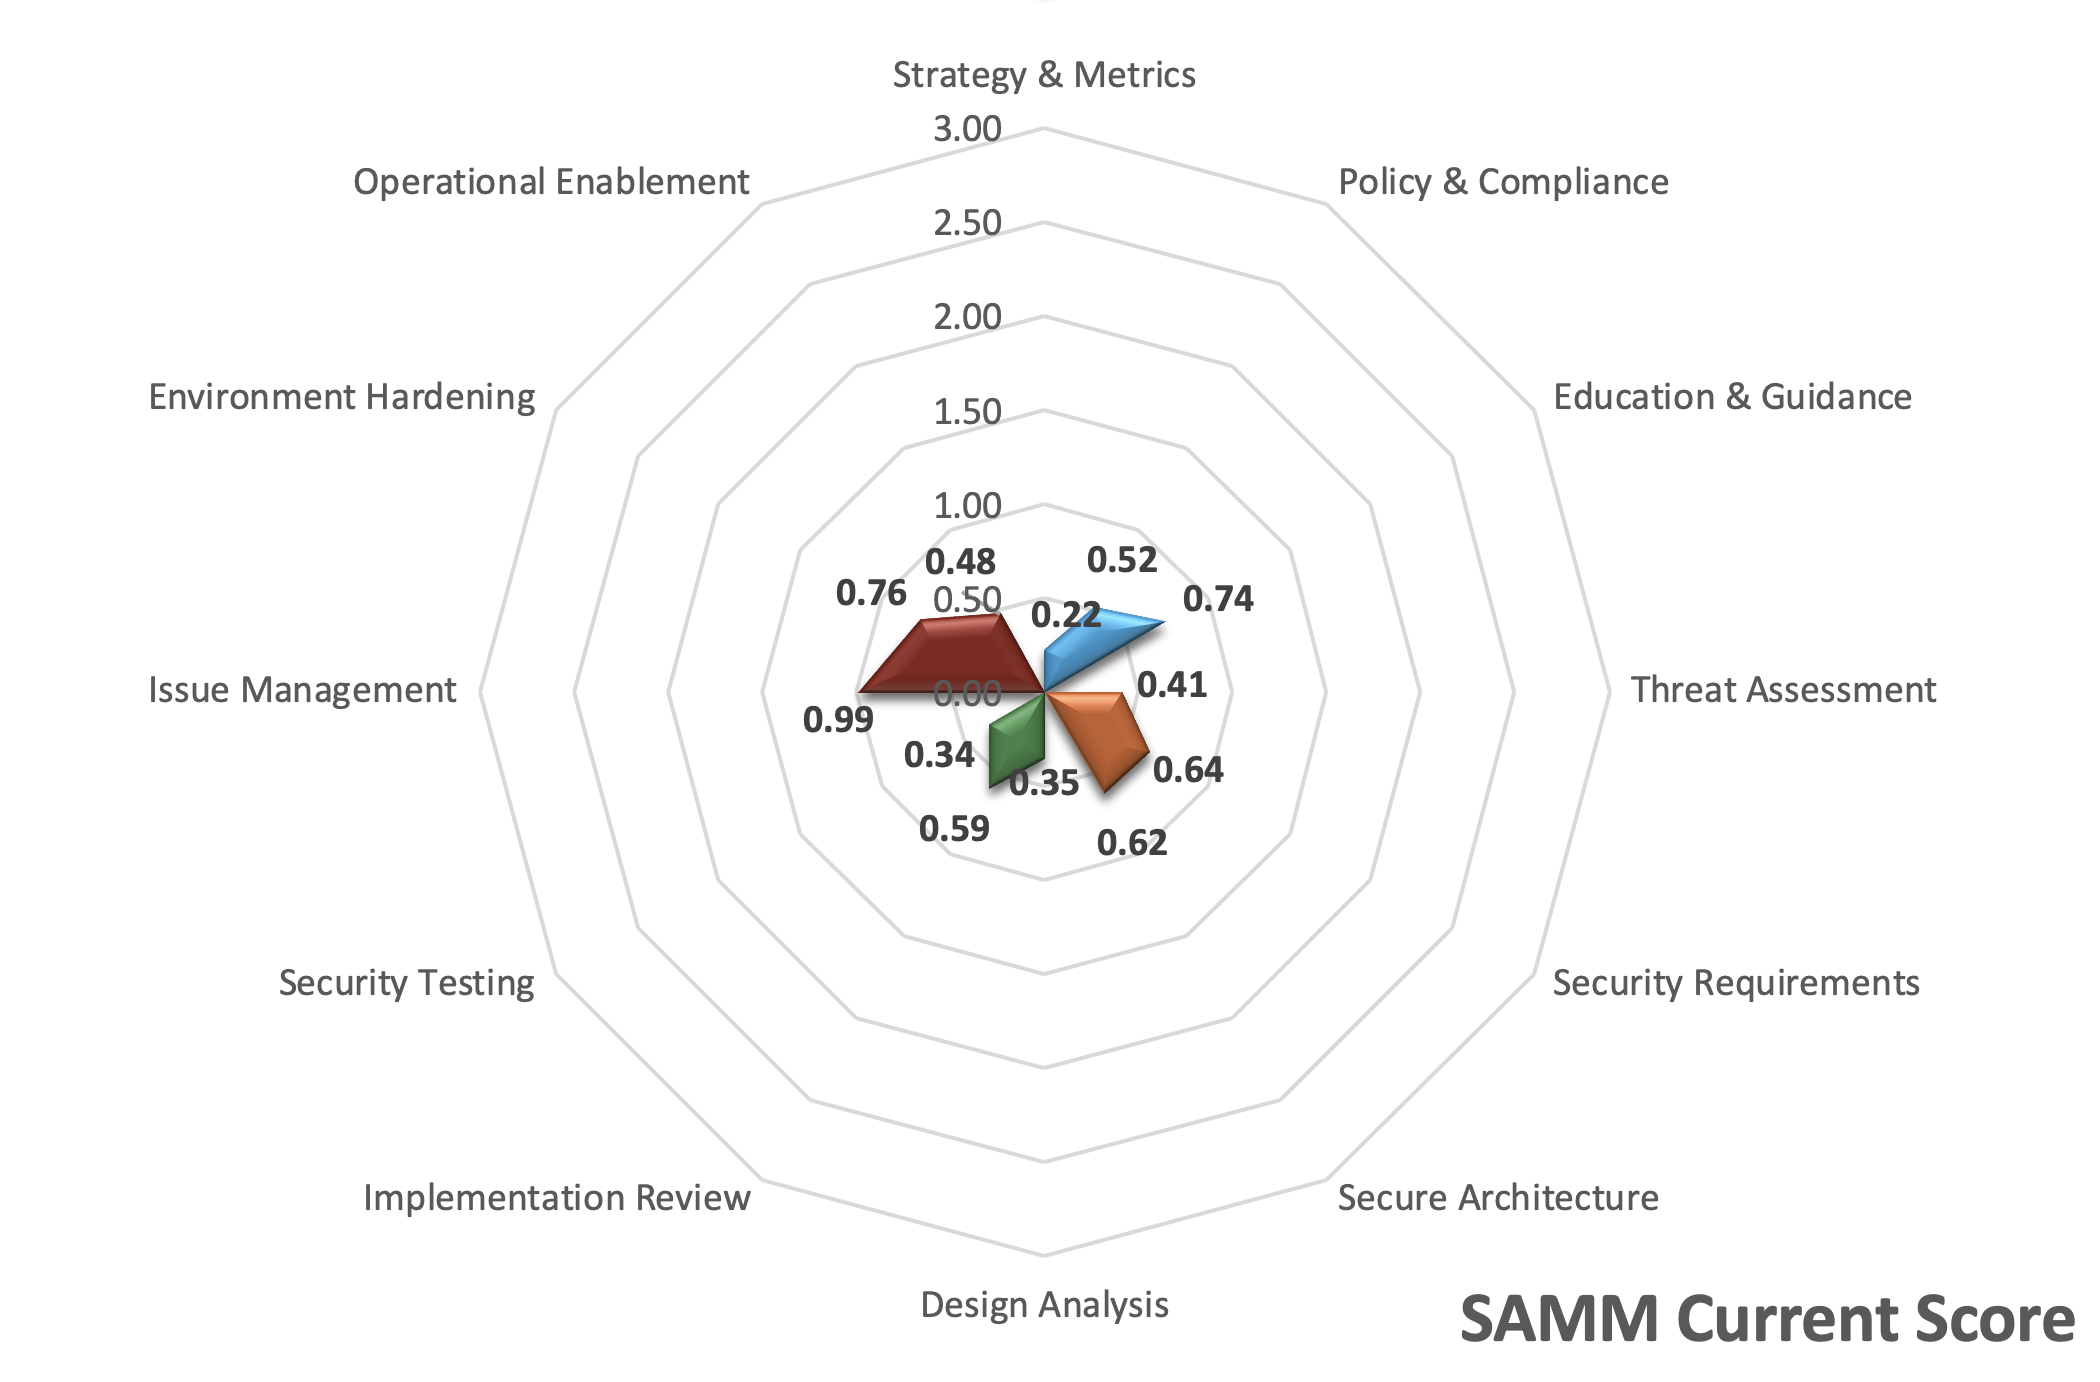 Strategy & Metrics
3.00
Operational Enablement
Policy & Compliance
2.50
2.00
Environment Hardening
Education & Guidance
1.50
1.00
0.48
0.52
0.76
0.50
0.74
0.22
Issue Management
0.00
0.41
Threat Assessment
0.99
0.34
0.35
0.64
0.59
0.62
Security Testing
Security Requirements
Implementation Review
Secure Architecture
Design Analysis
SAMM Current Score